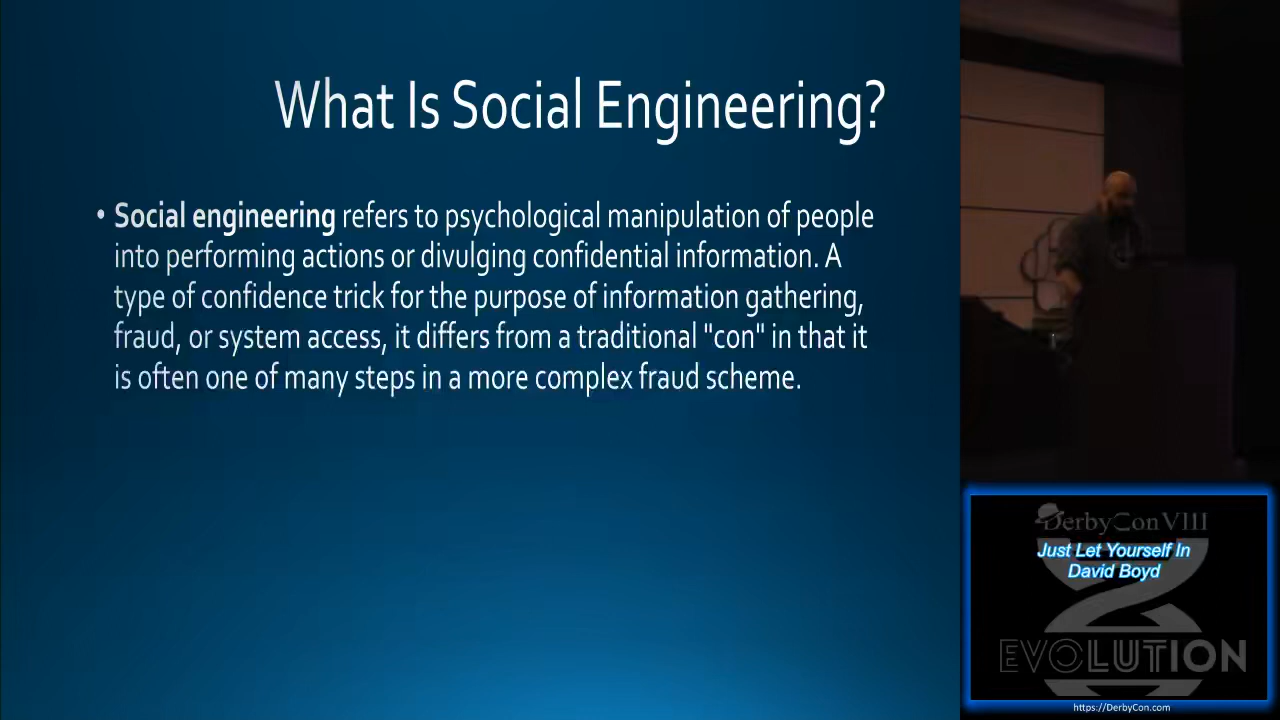 What Is Social Engineering?
• Social engineering refers to psychological manipulation of people
into performing actions or divulging confidential information. A
type of confidence trick for the purpose of information gathering,
fraud, or system access, it differs from a traditional "con" in that it
is often one of many steps in a more complex fraud scheme.
DerbyCon VIII
Just Let Yourself In
David Boyd
EVOLUTION
https://DerbyCon.com